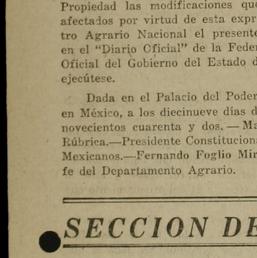 Propiedad las modificaciones que
afectados por virtud de esta expr
tro Agrario Nacional el presente
en el "Diario Oficial" de la Feder
Oficial del Gobierno del Estado d
ejecútese.
Dada en el Palacio del Poder
en México, a los diecinueve días d
novecientos cuarenta y dos.—Ma
Rúbrica.—Presidente Constituciona
Mexicanos.—Fernando Foglio Mir
fe del Departamento Agrario.
SECCION DE